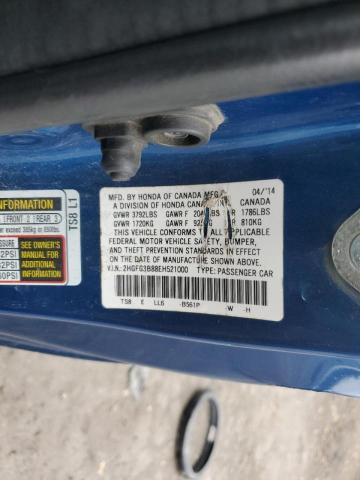 TS8 L1
INFORMATION
FRONT 2 REAR 3
SEE OWNER'S
MANUAL FOR
ADDITIONAL
INFORMATION
MFD. BY HONDA OF CANADA MFG. 04/'14
A DIVISION OF HONDA CANADA CANADA
GVWR 3792LBS GAWR F LBS R 1786LBS
GVWR 1720KG GAWR F KG R 810KG
THIS VEHICLE CONFORMS TO ALL APPLICABLE
FEDERAL MOTOR VEHICLE SAFETY, BUMPER,
AND THEFT PREVENTION STANDARDS IN EFFECT
ON THE DATE OF MANUFACTURE SHOWN ABOVE.
V.I.N.: 2HGFG3B88EH521000 TYPE: PASSENGER CAR
TS8 E LL6 -B561P -W -H